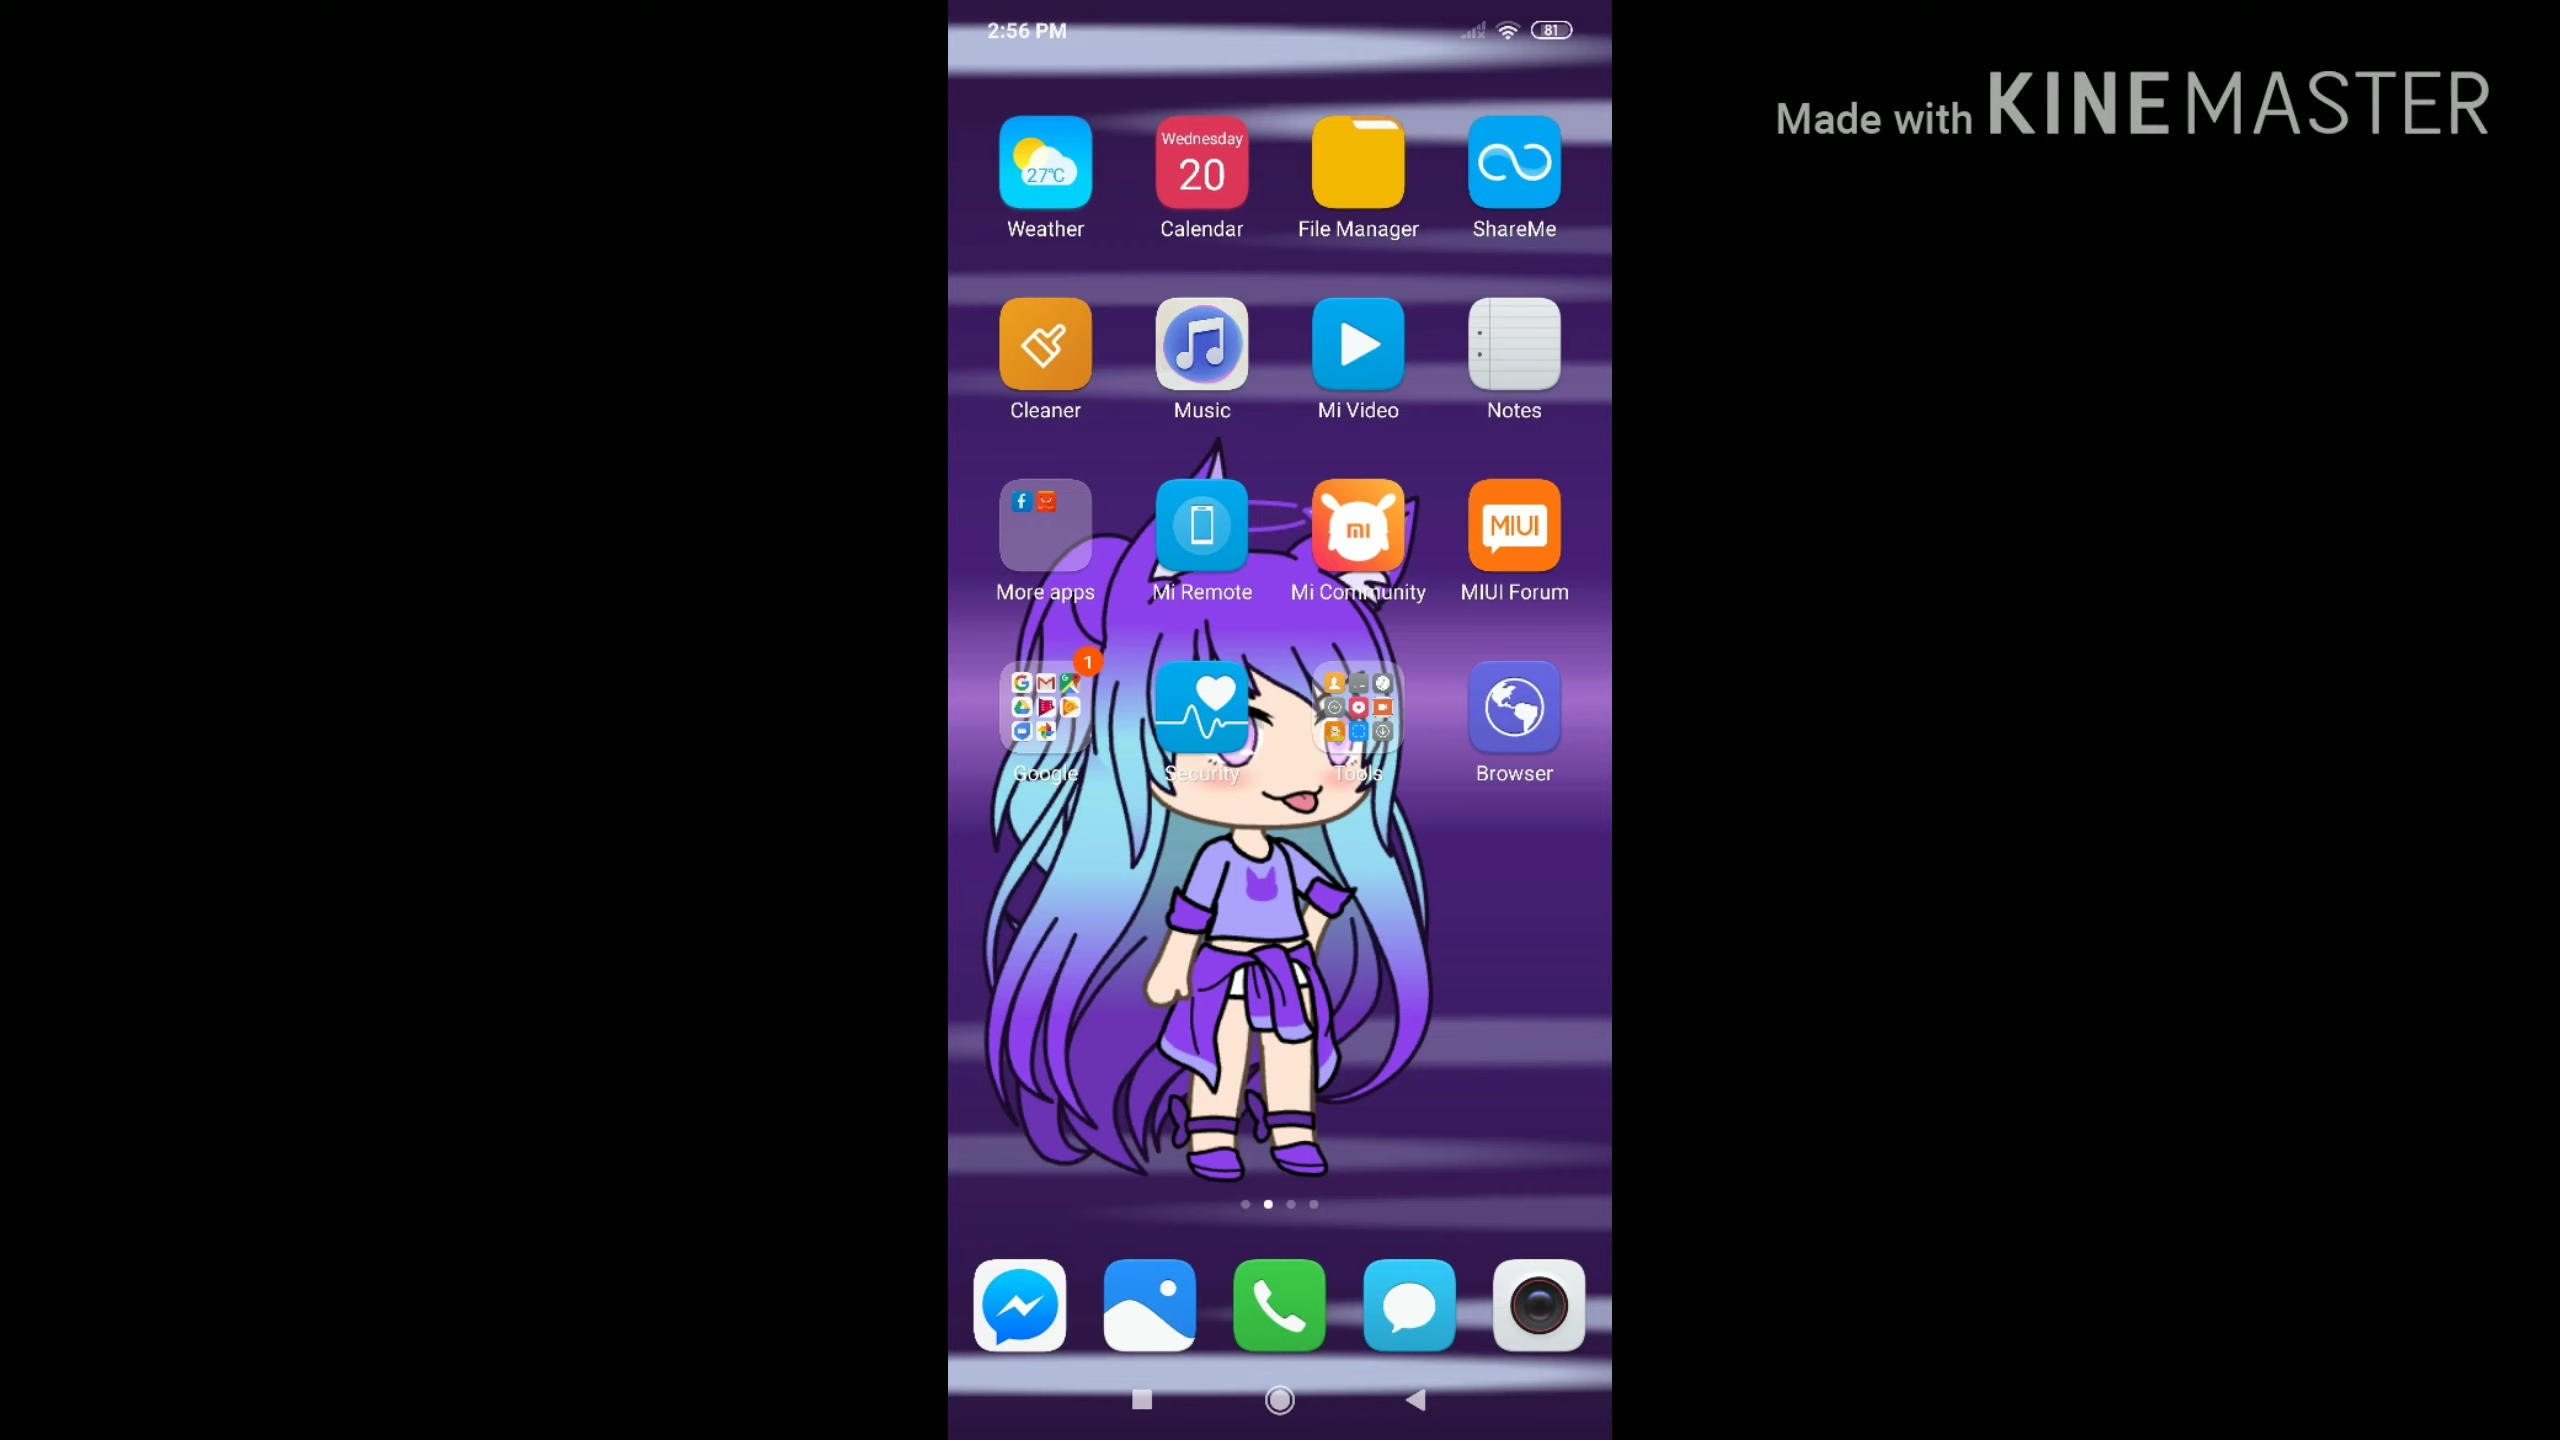 2:56 PM
81
Made with KINEMASTER
27°C
Wednesday
20
Weather
Calendar
File Manager
ShareMe
Cleaner
Music
Mi Video
Notes
f
mi
MIUI
More apps
Mi Remote
Mi Community
MIUI Forum
1
Google
Security
Tools
Browser